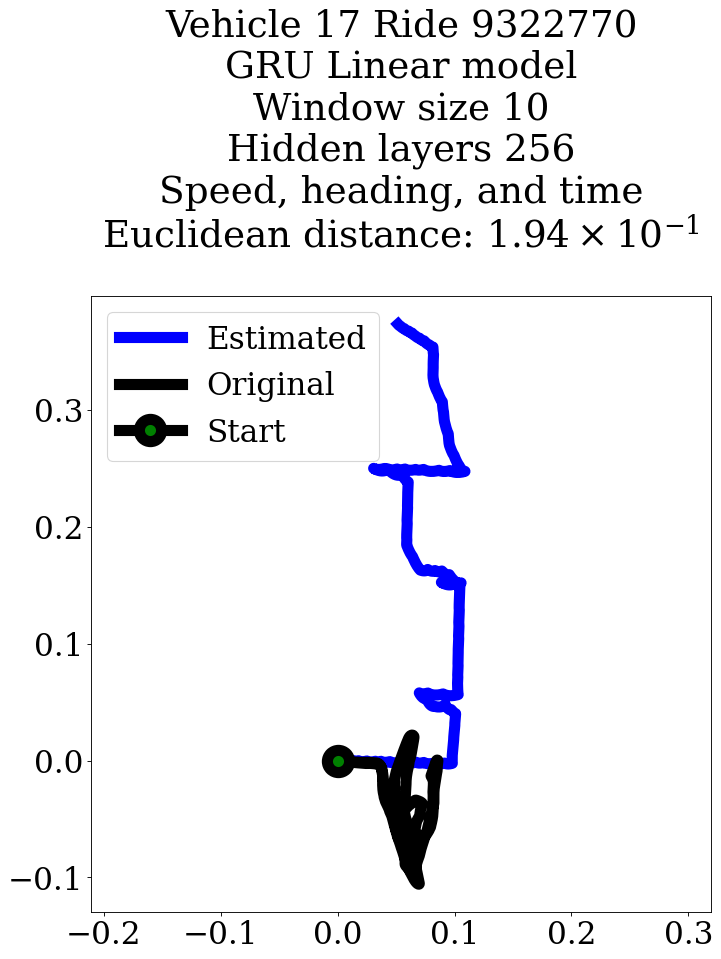 Vehicle 17 Ride 9322770
GRU Linear model
Window size 10
Hidden layers 256
Speed, heading, and time
Euclidean distance: 1.94 × 10⁻¹
Estimated
Original
Start
0.3
0.2
0.1
0.0
−0.1
−0.2 −0.1 0.0 0.1 0.2 0.3